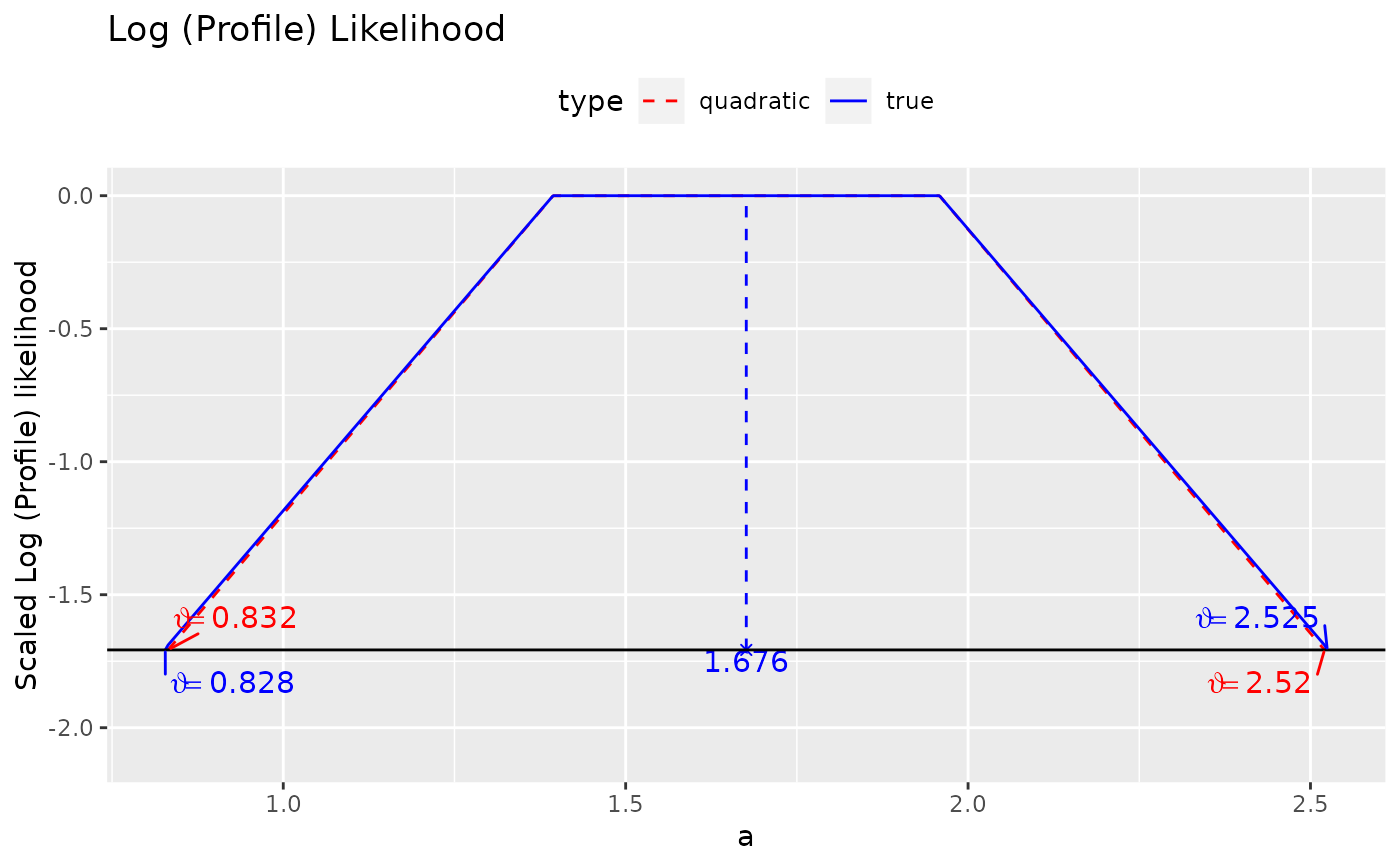 Log (Profile) Likelihood
type quadratic true
Scaled Log (Profile) likelihood
0.0
-0.5
-1.0
-1.5
-2.0
ϑ= 0.832
ϑ= 2.525
1.676
ϑ= 0.828
ϑ= 2.52
1.0 1.5 2.0 2.5
a